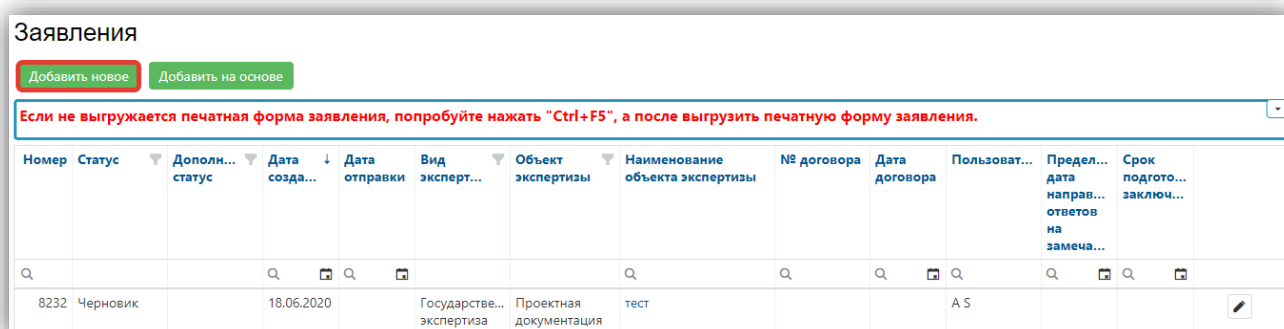 Заявления
Добавить новое Добавить на основе
Если не выгружается печатная форма заявления, попробуйте нажать "Ctrl+F5", а после выгрузить печатную форму заявления.
Номер Статус Дополн... Дата Дата Вид Объект Наименование № договора Дата Пользоват... Предел... Срок
статус созда... отправки эксперт... экспертизы объекта экспертизы договора дата подгото...
направ... заключ...
ответов
на
замеча...
8232 Черновик 18.06.2020 Государстве... Проектная тест A S
экспертиза документация